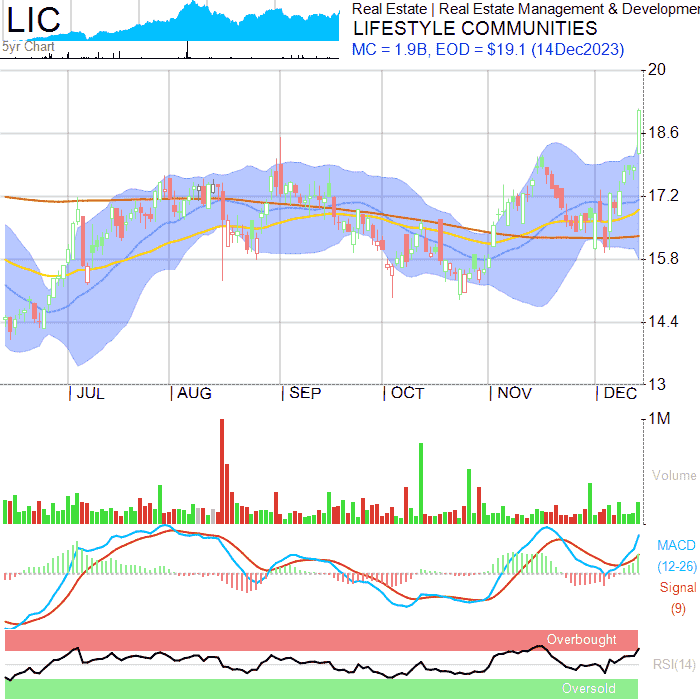 LIC
5yr Chart
Real Estate | Real Estate Management & Developmen
LIFESTYLE COMMUNITIES
MC = 1.9B, EOD = $19.1 (14Dec2023)
20
18.6
17.2
15.8
14.4
13
JUL AUG SEP OCT NOV DEC
1M
Volume
MACD
(12-26)
Signal
(9)
Overbought
RSI(14)
Oversold